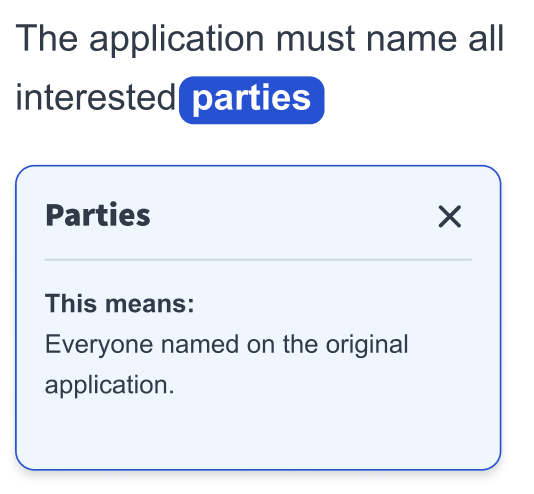 The application must name all
interested parties
Parties
This means:
Everyone named on the original
application.